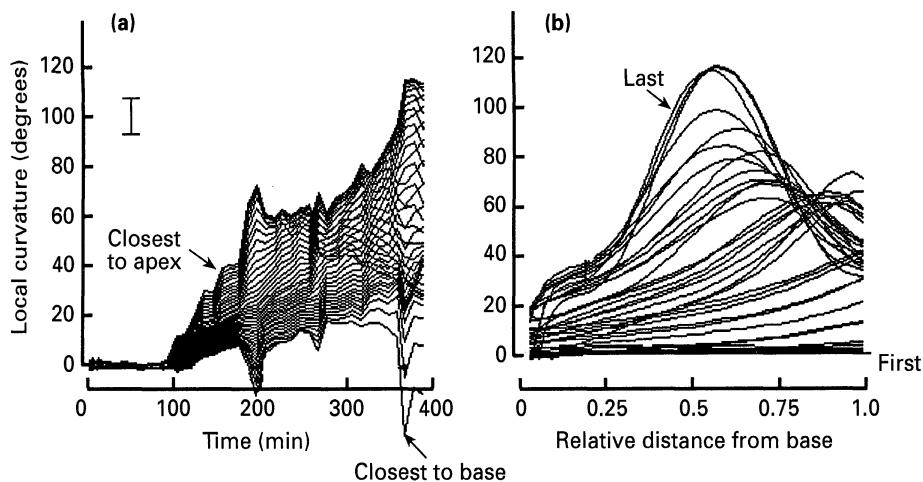 (a)
Local curvature (degrees)
120
100
80
60
40
20
0
Closest
to apex
0 100 200 300 400
Time (min)
Closest to base
(b)
120
100
80
60
40
20
0
Last
First
0 0.25 0.5 0.75 1.0
Relative distance from base